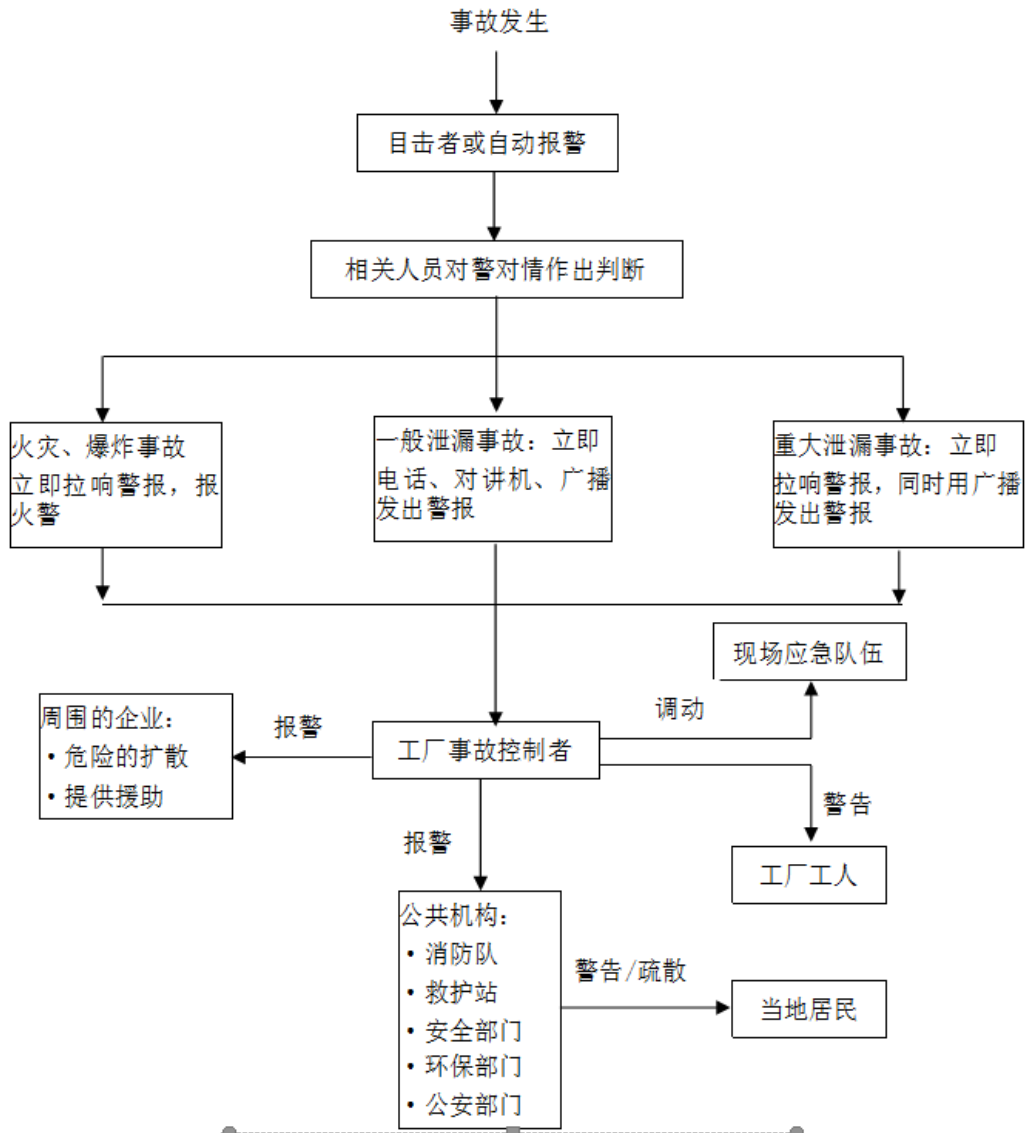 事故发生
目击者或自动报警
相关人员对警对情作出判断
火灾、爆炸事故
立即拉响警报，报
火警
一般泄漏事故：立即
电话、对讲机、广播
发出警报
重大泄漏事故：立即
拉响警报，同时用广播
发出警报
现场应急队伍
调动
周围的企业：
·危险的扩散
·提供援助
报警
工厂事故控制者
警告
工厂工人
报警
公共机构：
·消防队
·救护站
·安全部门
·环保部门
·公安部门
警告/疏散
当地居民